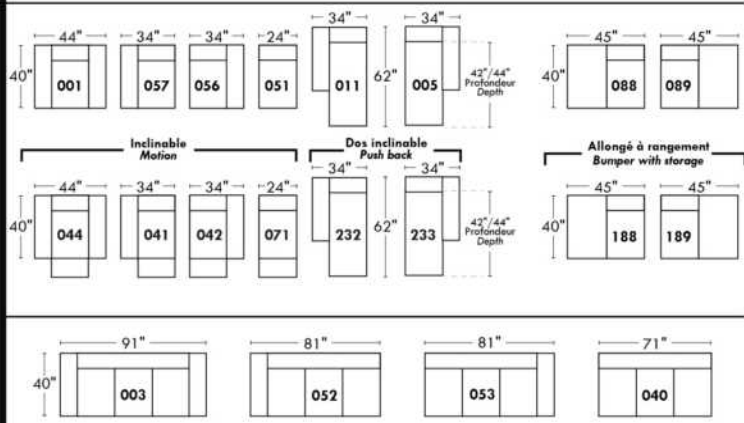 44" 34" 34" 24" 34" 34" 45" 45"
40" 001 057 056 051 011 62" 005 42"/44" 40" 088 089
Profondeur
Depth
Inclinable
Motion
Dos inclinable
Push back
Allongé à rangement
Bumper with storage
44" 34" 34" 24" 34" 34" 45" 45"
40" 044 041 042 071 232 62" 233 42"/44" 40" 188 189
Profondeur
Depth
91" 81" 81" 71"
40" 003 052 053 040